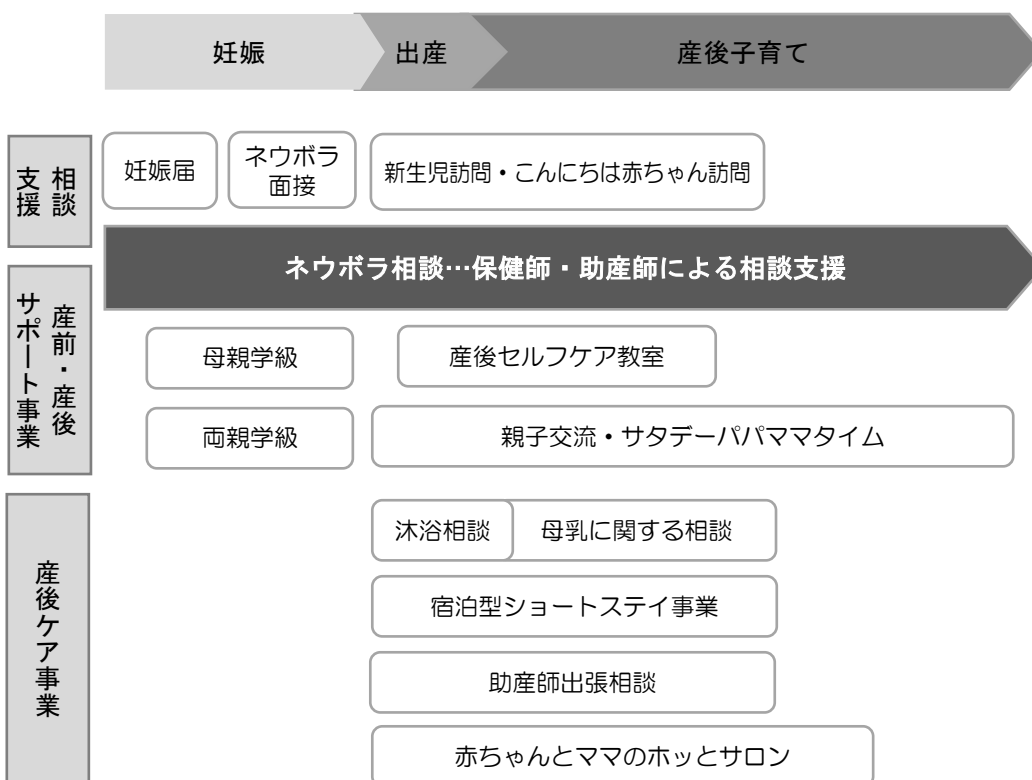 妊娠
出産
産後子育て
相談
支援
妊娠届
ネウボラ
面接
新生児訪問・こんにちは赤ちゃん訪問
ネウボラ相談…保健師・助産師による相談支援
産前・産後
サポート事業
母親学級
産後セルフケア教室
両親学級
親子交流・サタデーパパママタイム
産後ケア事業
沐浴相談
母乳に関する相談
宿泊型ショートステイ事業
助産師出張相談
赤ちゃんとママのホッとサロン